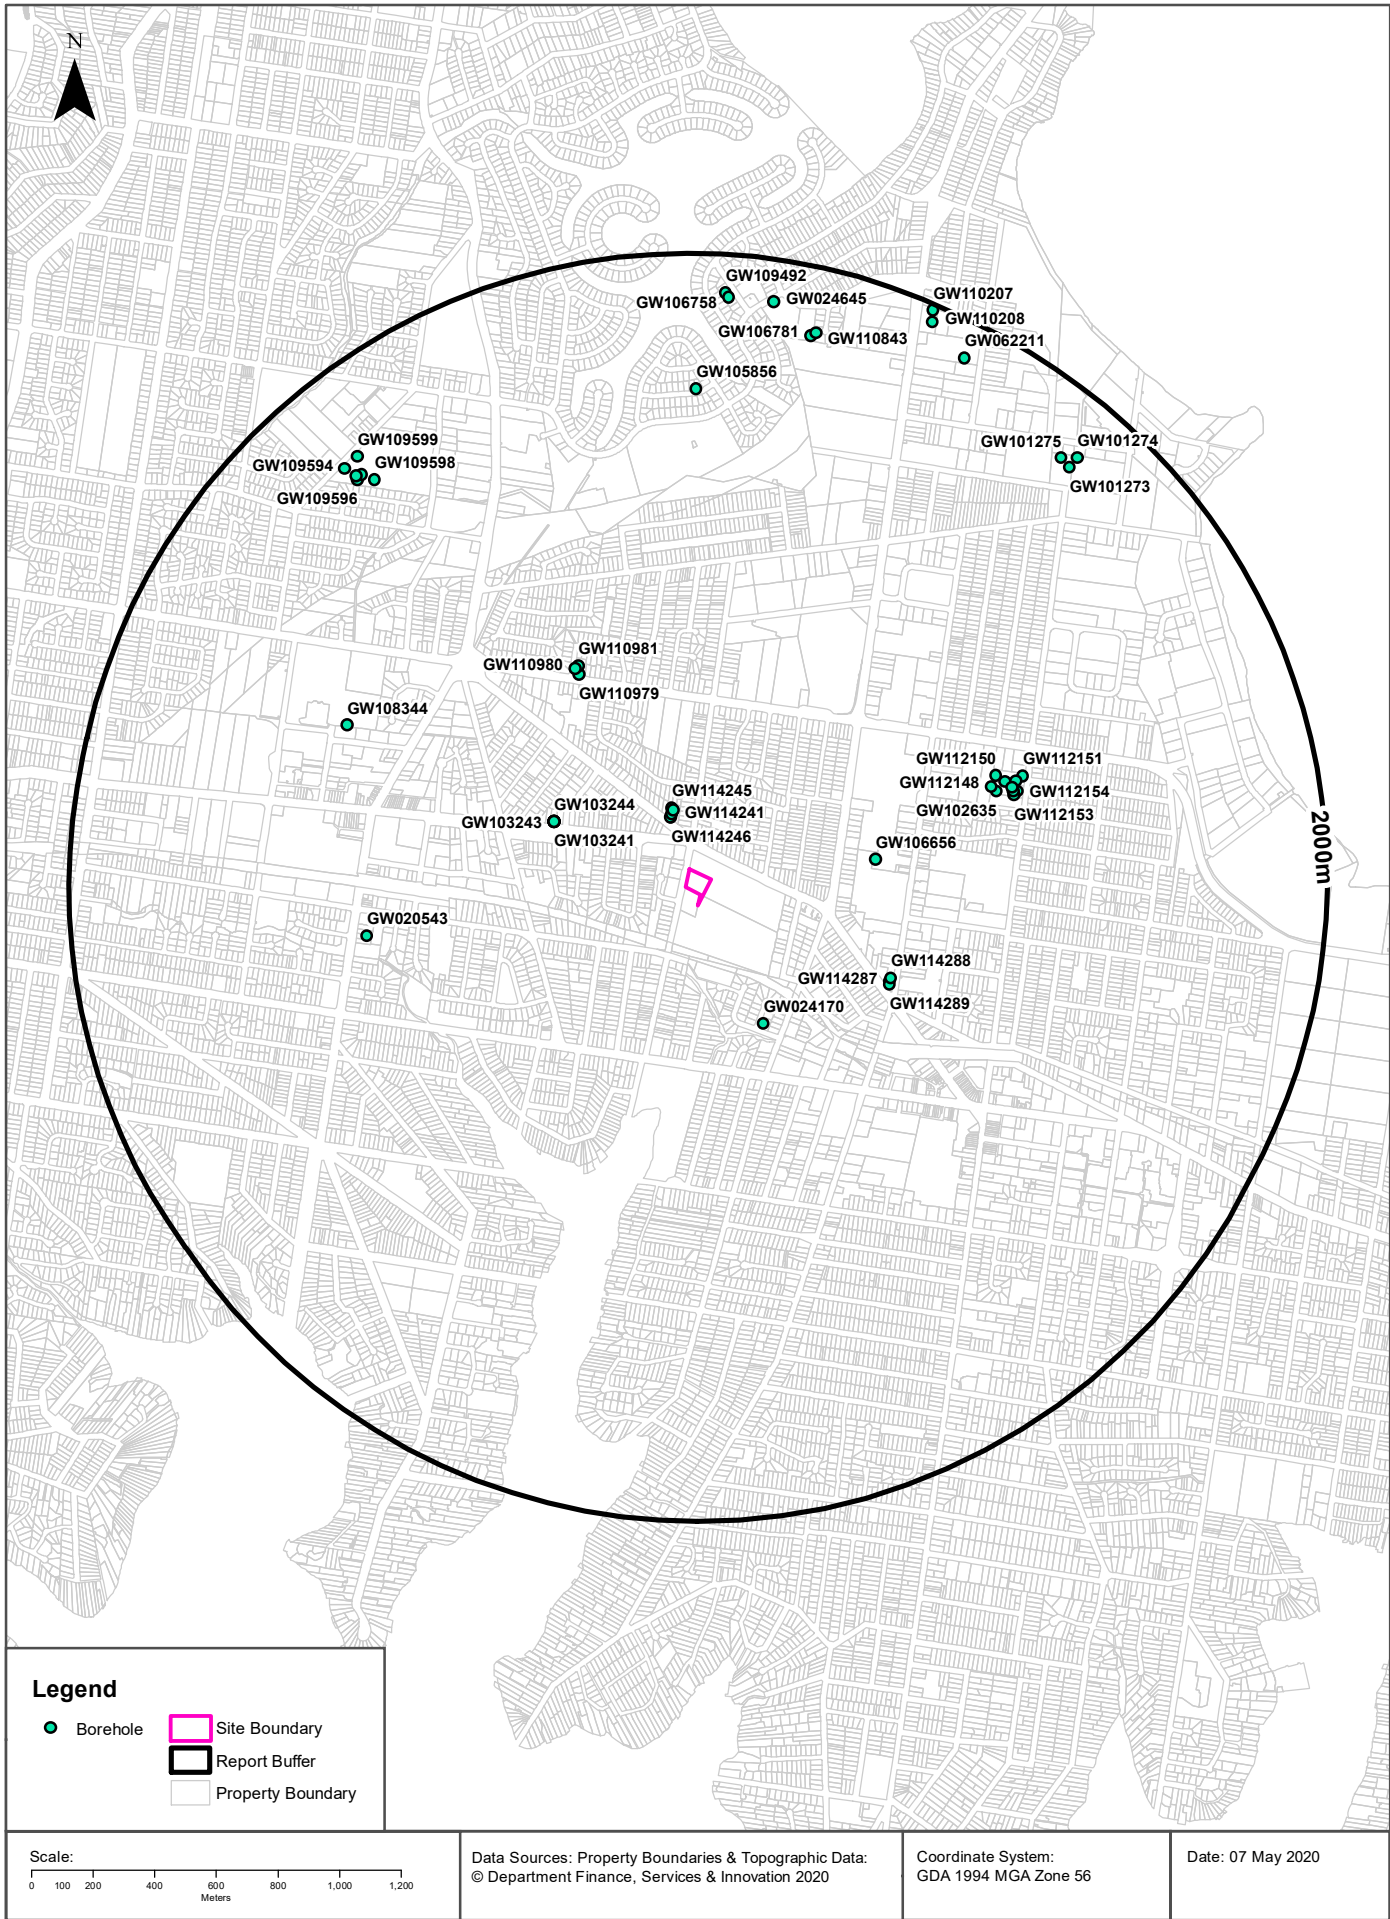 N
GW109492
GW106758
GW024645
GW110207
GW110208
GW106781
GW110843
GW062211
GW105856
GW109599
GW109594
GW109598
GW109596
GW101275
GW101274
GW101273
GW110981
GW110980
GW110979
GW108344
GW112150
GW112151
GW112148
GW112154
GW102635
GW112153
GW114245
GW103244
GW114241
GW103243
GW103241
GW114246
2000m
GW106656
GW020543
GW114288
GW114287
GW114289
GW024170
Legend
Borehole
Site Boundary
Report Buffer
Property Boundary
Scale:
0 100 200 400 600 800 1,000 1,200
Meters
Data Sources: Property Boundaries & Topographic Data:
© Department Finance, Services & Innovation 2020
Coordinate System:
GDA 1994 MGA Zone 56
Date: 07 May 2020